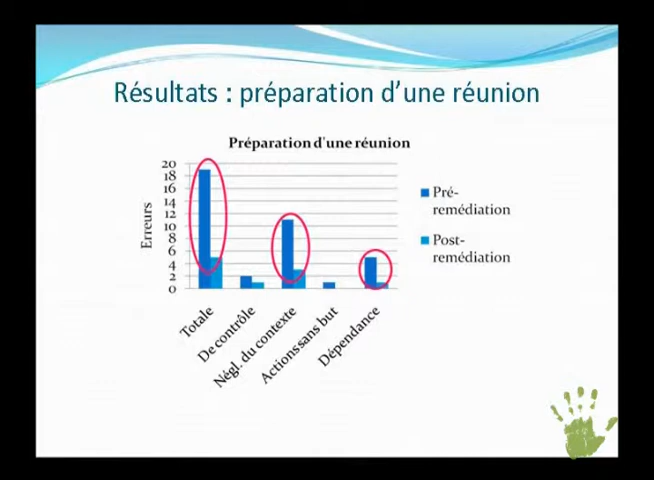 Résultats : préparation d'une réunion
Préparation d'une réunion
20
18
16
14
12
10
8
6
4
2
0
Erreurs
Totale
De contrôle
Négl. du contexte
Actions sans but
Dépendance
Pré-
remédiation
Post-
remédiation